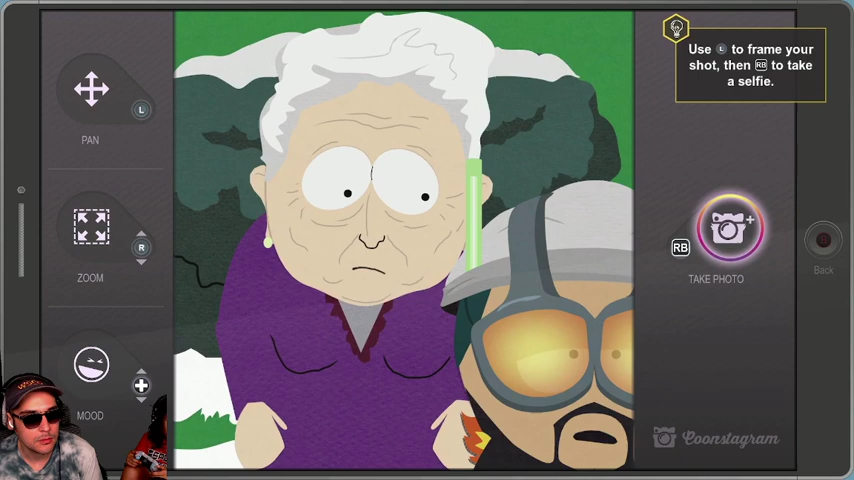 Use L to frame your
shot, then RB to take
a selfie.
L
PAN
R
ZOOM
MOOD
RB
TAKE PHOTO
Back
Coonstagram